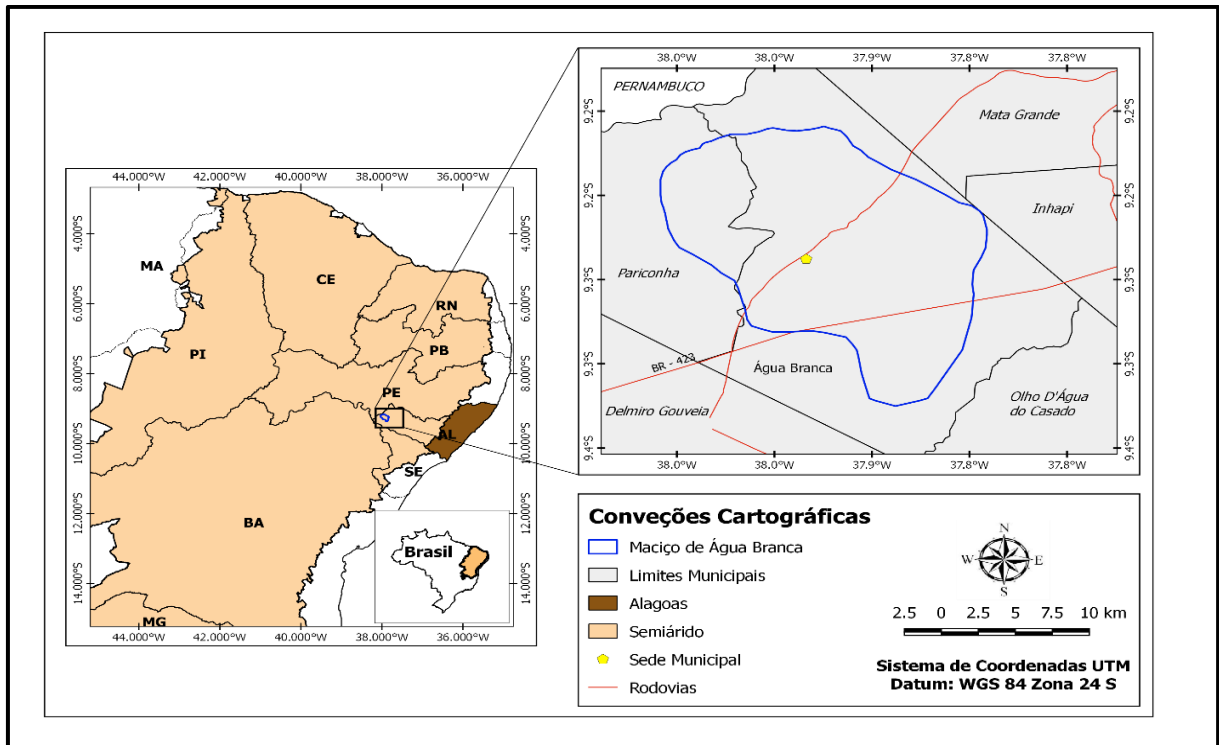 44.000°W 42.000°W 40.000°W 38.000°W 36.000°W
4.000°S
6.000°S
8.000°S
10.000°S
12.000°S
14.000°S
MA
CE
RN
PB
PI
PE
AL
SE
BA
MG
Brasil
4.000°S
6.000°S
8.000°S
10.000°S
12.000°S
14.000°S
44.000°W 42.000°W 40.000°W 38.000°W 36.000°W
38.0°W 38.0°W 37.9°W 37.8°W 37.8°W
9.2°S
9.2°S
9.3°S
9.3°S
9.4°S
PERNAMBUCO
Mata Grande
Inhapi
Pariconha
BR - 423
Água Branca
Delmiro Gouveia
Olho D'Água
do Casado
9.2°S
9.2°S
9.3°S
9.3°S
9.4°S
38.0°W 38.0°W 37.9°W 37.8°W 37.8°W
Conveções Cartográficas
Maciço de Água Branca
Limites Municipais
Alagoas
Semiárido
Sede Municipal
Rodovias
N
W E
S
2.5 0 2.5 5 7.5 10 km
Sistema de Coordenadas UTM
Datum: WGS 84 Zona 24 S